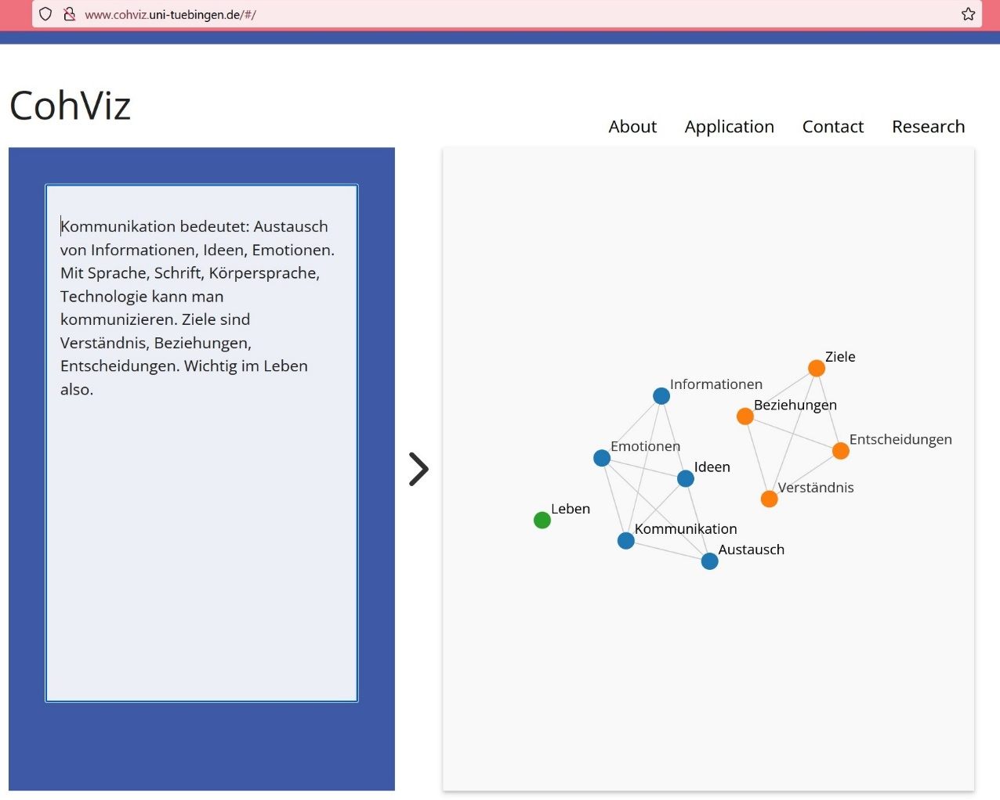 www.cohviz.uni-tuebingen.de/#/
CohViz
About Application Contact Research
Kommunikation bedeutet: Austausch
von Informationen, Ideen, Emotionen.
Mit Sprache, Schrift, Körpersprache,
Technologie kann man
kommunizieren. Ziele sind
Verständnis, Beziehungen,
Entscheidungen. Wichtig im Leben
also.
Ziele
Informationen
Beziehungen
Entscheidungen
Emotionen
Ideen
Verständnis
Leben
Kommunikation
Austausch